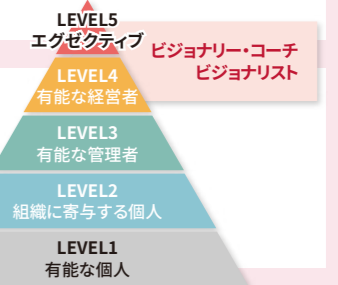 LEVEL5
エグゼクティブ
ビジョナリー・コーチ
ビジョナリスト
LEVEL4
有能な経営者
LEVEL3
有能な管理者
LEVEL2
組織に寄与する個人
LEVEL1
有能な個人